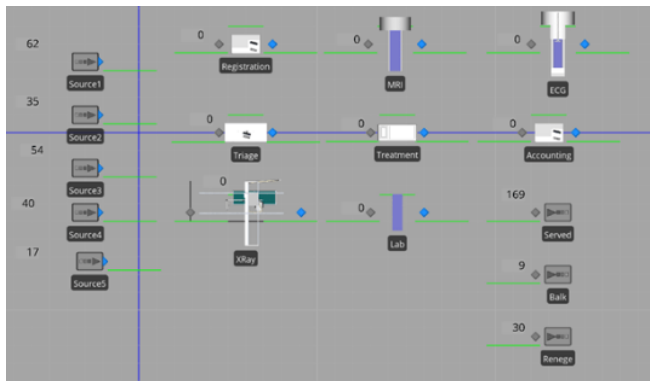 62
0
0
0
Registration
MRI
ECG
Source1
35
0
0
0
Source2
Triage
Treatment
Accounting
54
Source3
40
0
0
169
Source4
Served
17
XRay
Lab
Source5
9
Balk
30
Renege